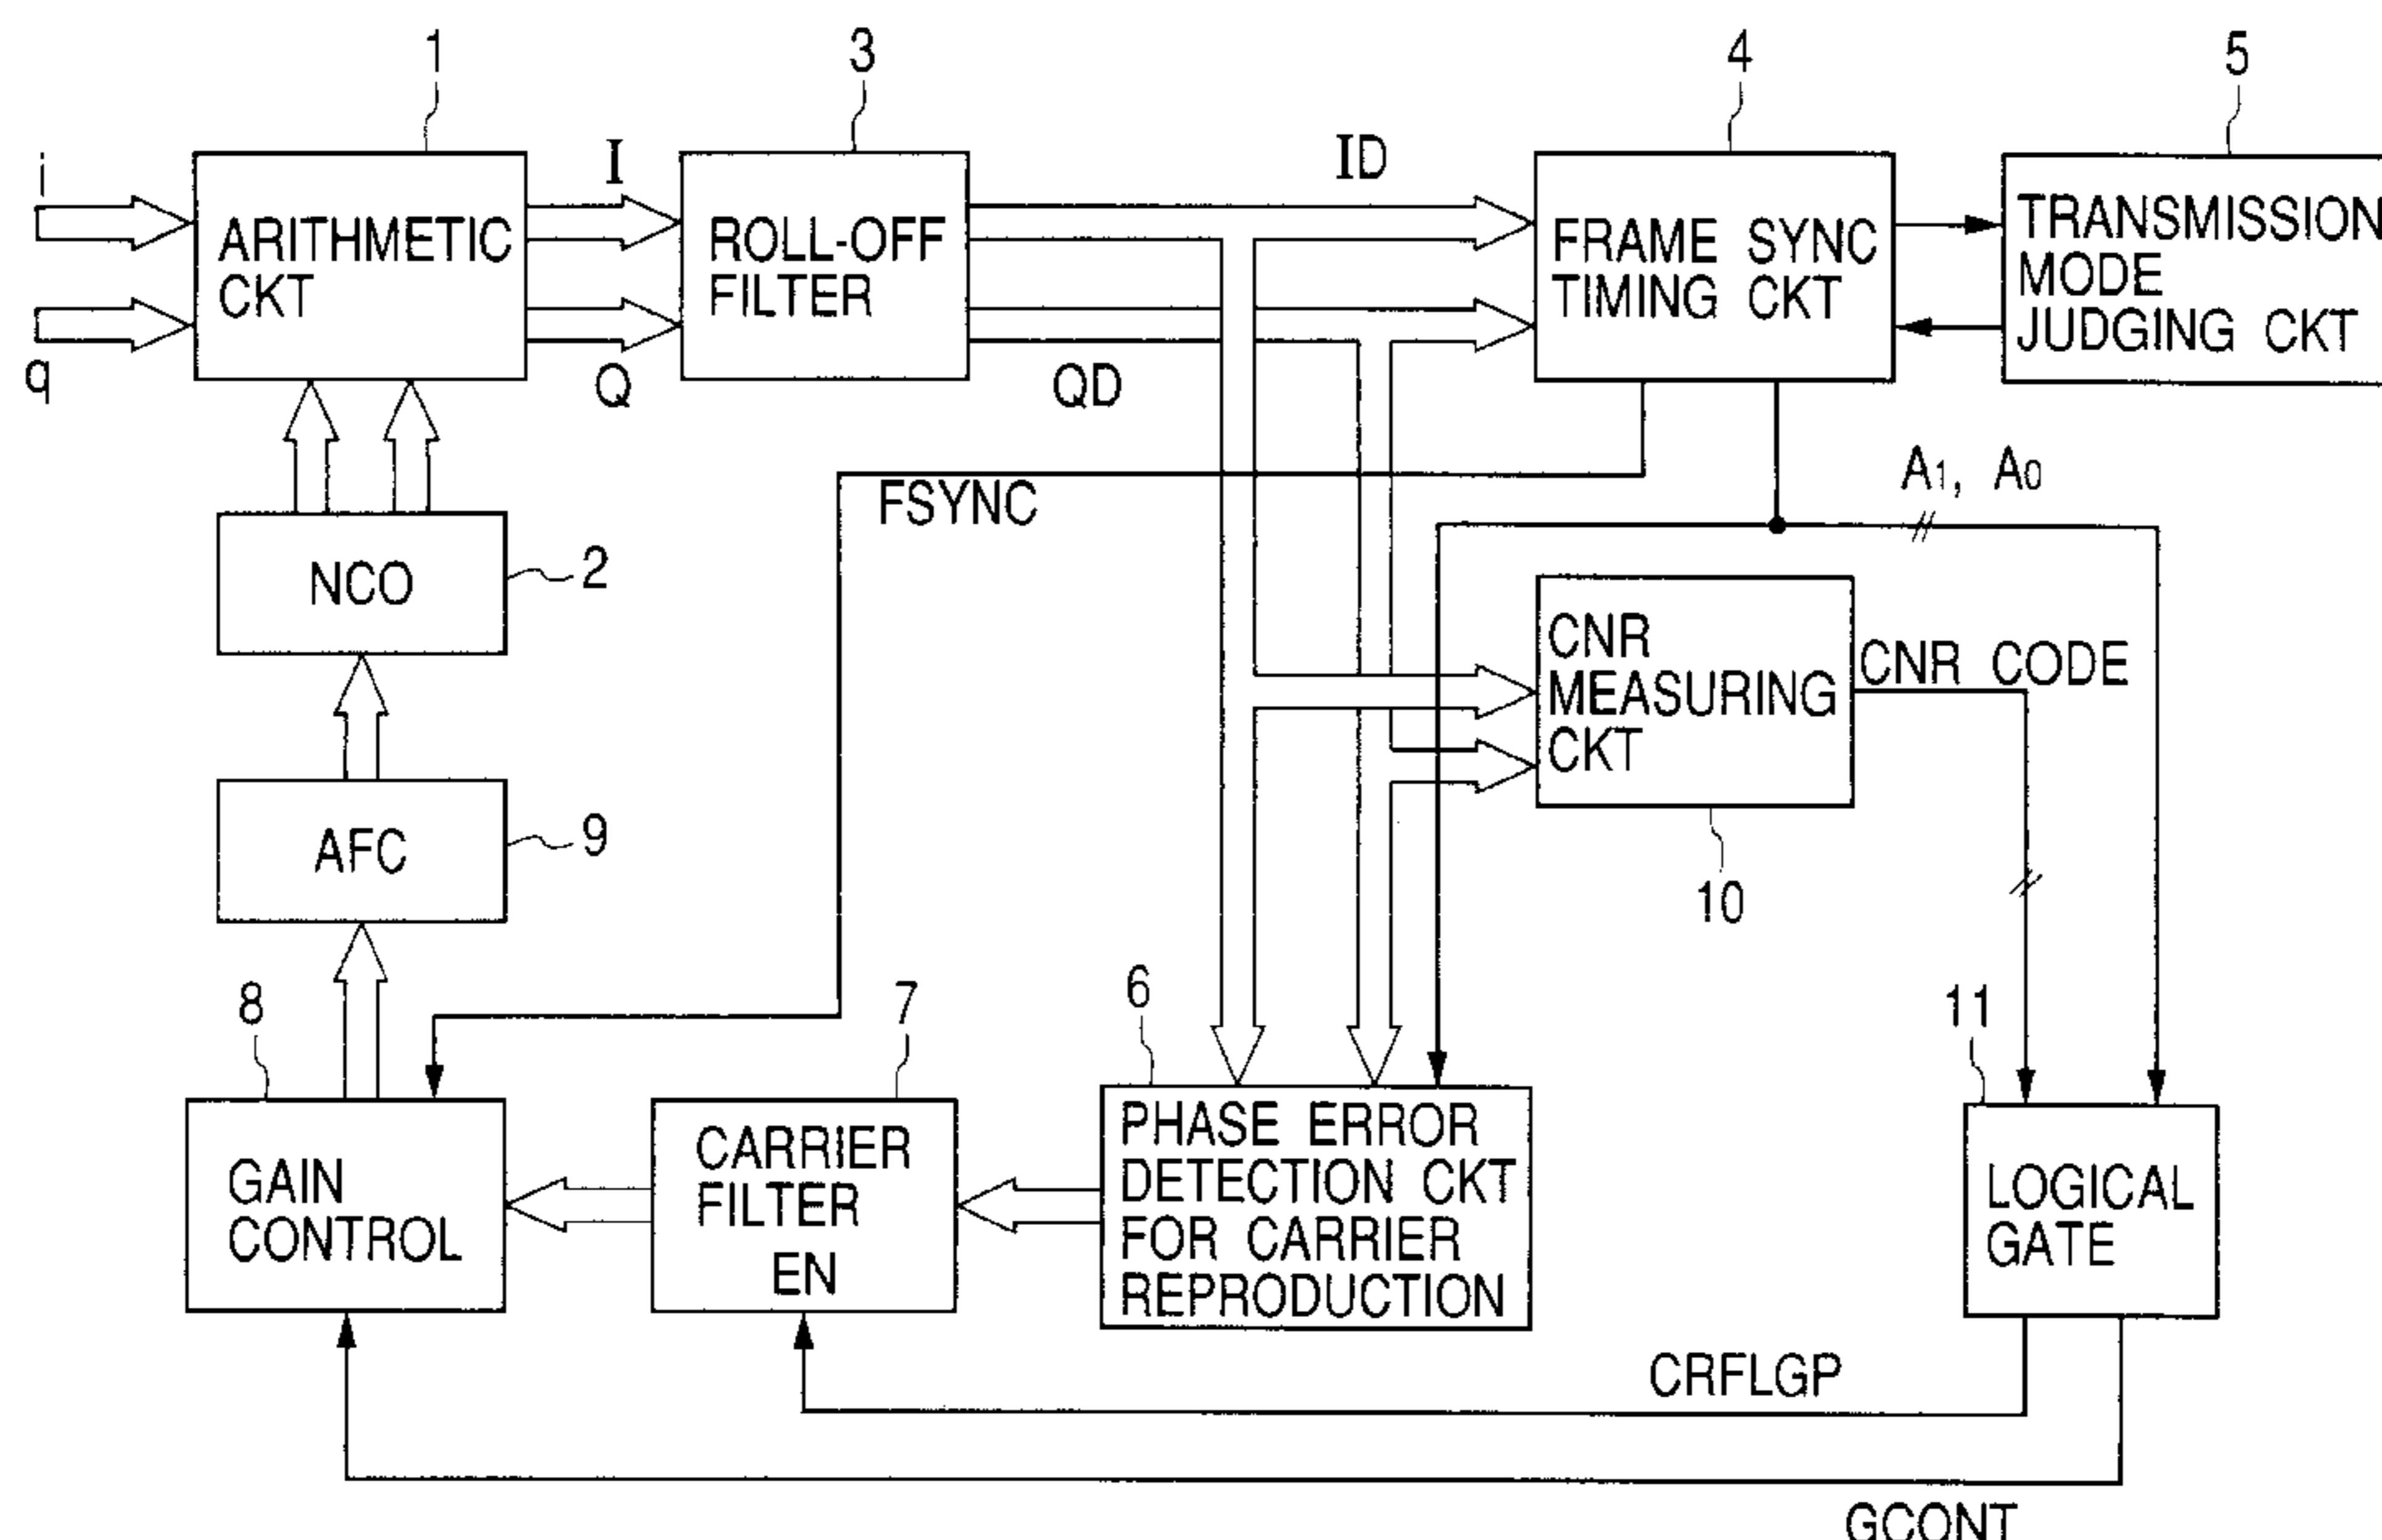 1
3
4
5
i
I
ID
ARITHMETIC
CKT
ROLL-OFF
FILTER
FRAME SYNC
TIMING CKT
TRANSMISSION
MODE
JUDGING CKT
q
Q
QD
A1, A0
FSYNC
NCO
2
CNR
MEASURING
CKT
CNR CODE
AFC
9
10
8
7
6
11
GAIN
CONTROL
CARRIER
FILTER
EN
PHASE ERROR
DETECTION CKT
FOR CARRIER
REPRODUCTION
LOGICAL
GATE
CRFLGP
GCONT